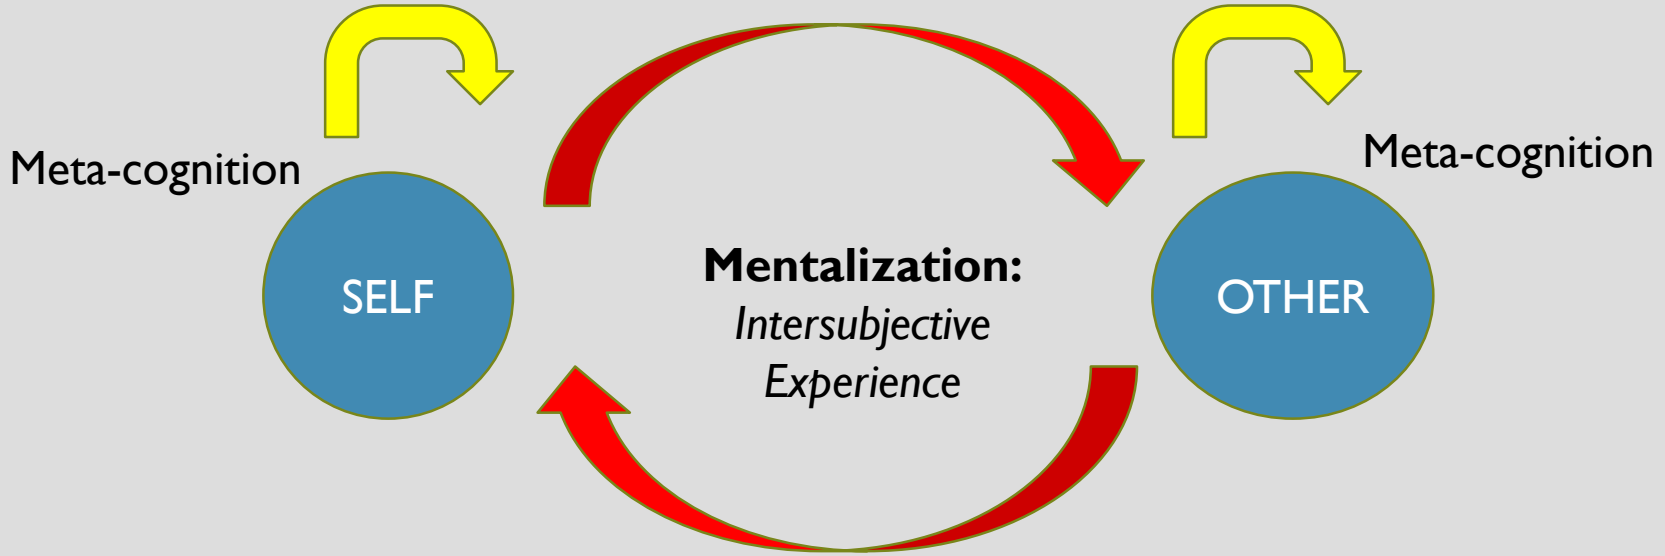 Meta-cognition
Meta-cognition
SELF
Mentalization:
Intersubjective
Experience
OTHER